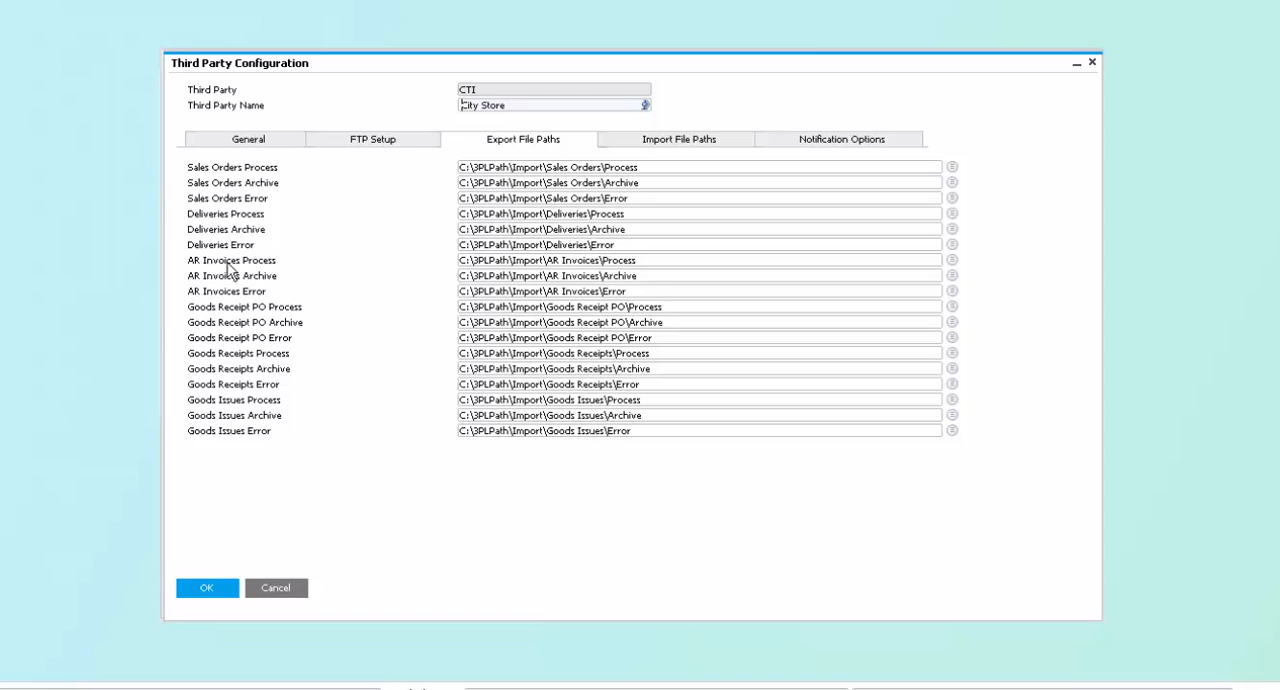 Third Party Configuration
Third Party CTI
Third Party Name City Store
General FTP Setup Export File Paths Import File Paths Notification Options
Sales Orders Process C:\3PLPath\Import\Sales Orders\Process
Sales Orders Archive C:\3PLPath\Import\Sales Orders\Archive
Sales Orders Error C:\3PLPath\Import\Sales Orders\Error
Deliveries Process C:\3PLPath\Import\Deliveries\Process
Deliveries Archive C:\3PLPath\Import\Deliveries\Archive
Deliveries Error C:\3PLPath\Import\Deliveries\Error
AR Invoices Process C:\3PLPath\Import\AR Invoices\Process
AR Invoices Archive C:\3PLPath\Import\AR Invoices\Archive
AR Invoices Error C:\3PLPath\Import\AR Invoices\Error
Goods Receipt PO Process C:\3PLPath\Import\Goods Receipt PO\Process
Goods Receipt PO Archive C:\3PLPath\Import\Goods Receipt PO\Archive
Goods Receipt PO Error C:\3PLPath\Import\Goods Receipt PO\Error
Goods Receipts Process C:\3PLPath\Import\Goods Receipts\Process
Goods Receipts Archive C:\3PLPath\Import\Goods Receipts\Archive
Goods Receipts Error C:\3PLPath\Import\Goods Receipts\Error
Goods Issues Process C:\3PLPath\Import\Goods Issues\Process
Goods Issues Archive C:\3PLPath\Import\Goods Issues\Archive
Goods Issues Error C:\3PLPath\Import\Goods Issues\Error
OK Cancel